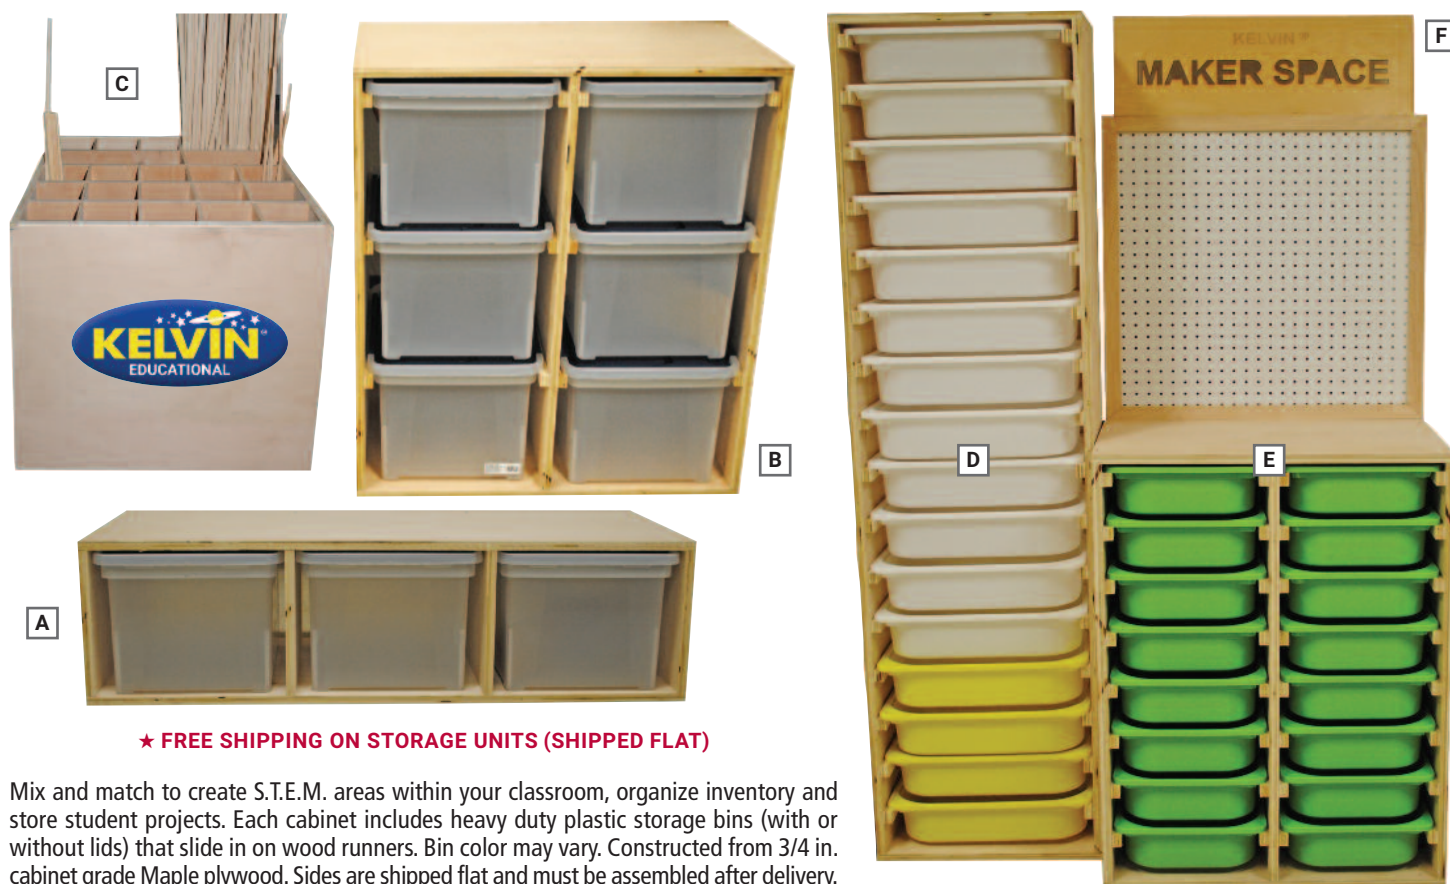 C
KELVIN
EDUCATIONAL
B
A
D
KELVIN®
MAKER SPACE
F
E
★ FREE SHIPPING ON STORAGE UNITS (SHIPPED FLAT)
Mix and match to create S.T.E.M. areas within your classroom, organize inventory and
store student projects. Each cabinet includes heavy duty plastic storage bins (with or
without lids) that slide in on wood runners. Bin color may vary. Constructed from 3/4 in.
cabinet grade Maple plywood. Sides are shipped flat and must be assembled after delivery.